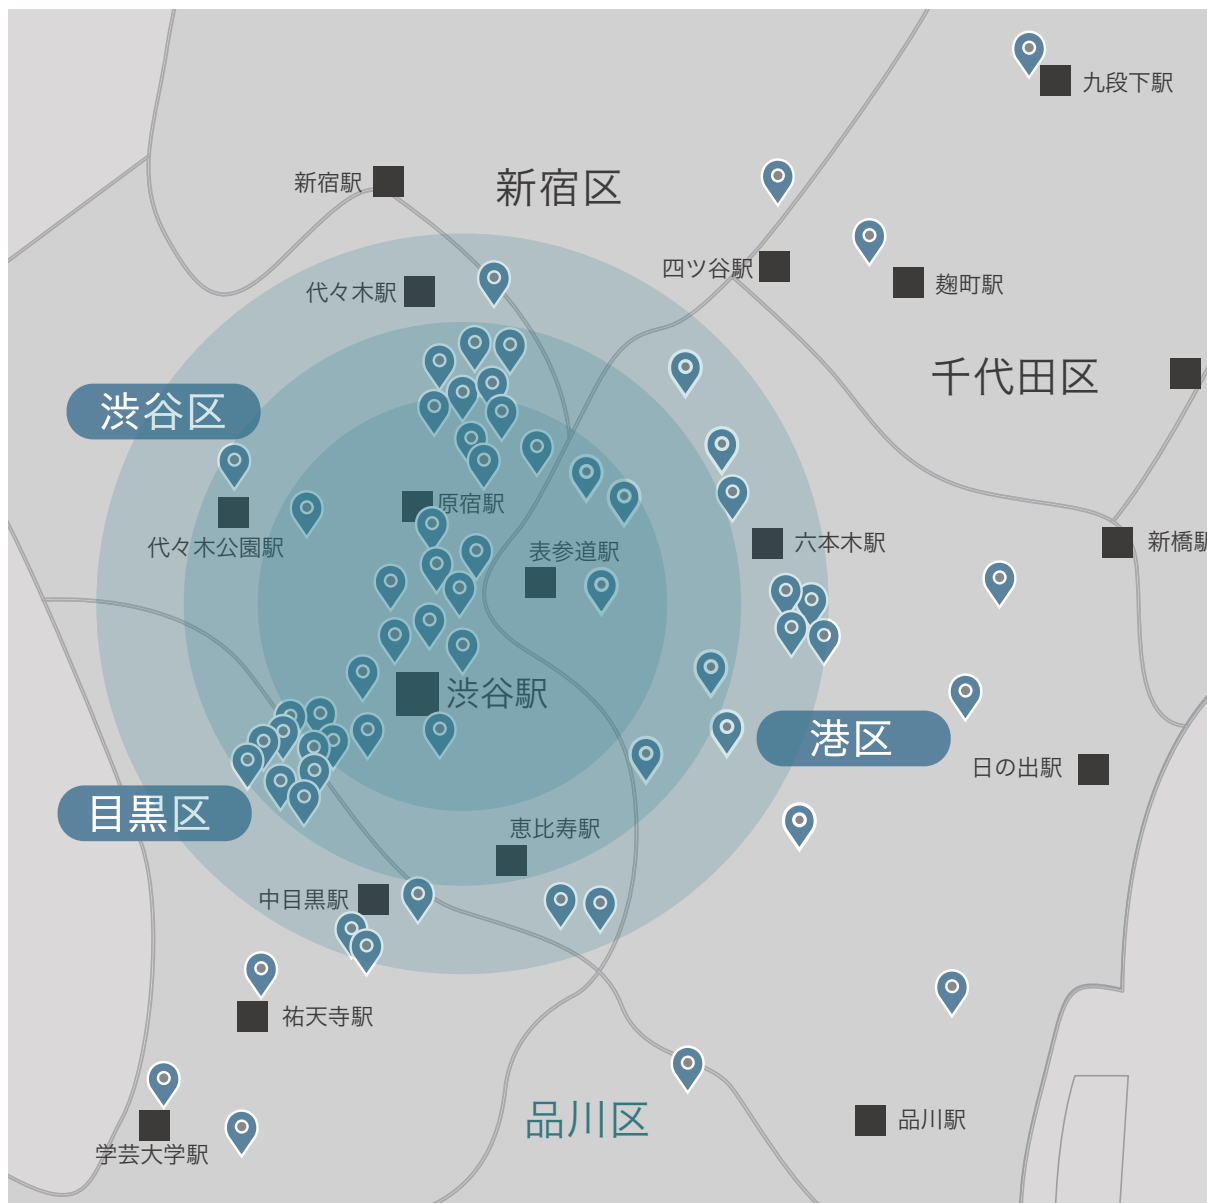 九段下駅
新宿駅
新宿区
四ツ谷駅
麹町駅
代々木駅
千代田区
渋谷区
原宿駅
代々木公園駅
表参道駅
六本木駅
新橋駅
渋谷駅
港区
日の出駅
目黒区
恵比寿駅
中目黒駅
祐天寺駅
品川区
品川駅
学芸大学駅